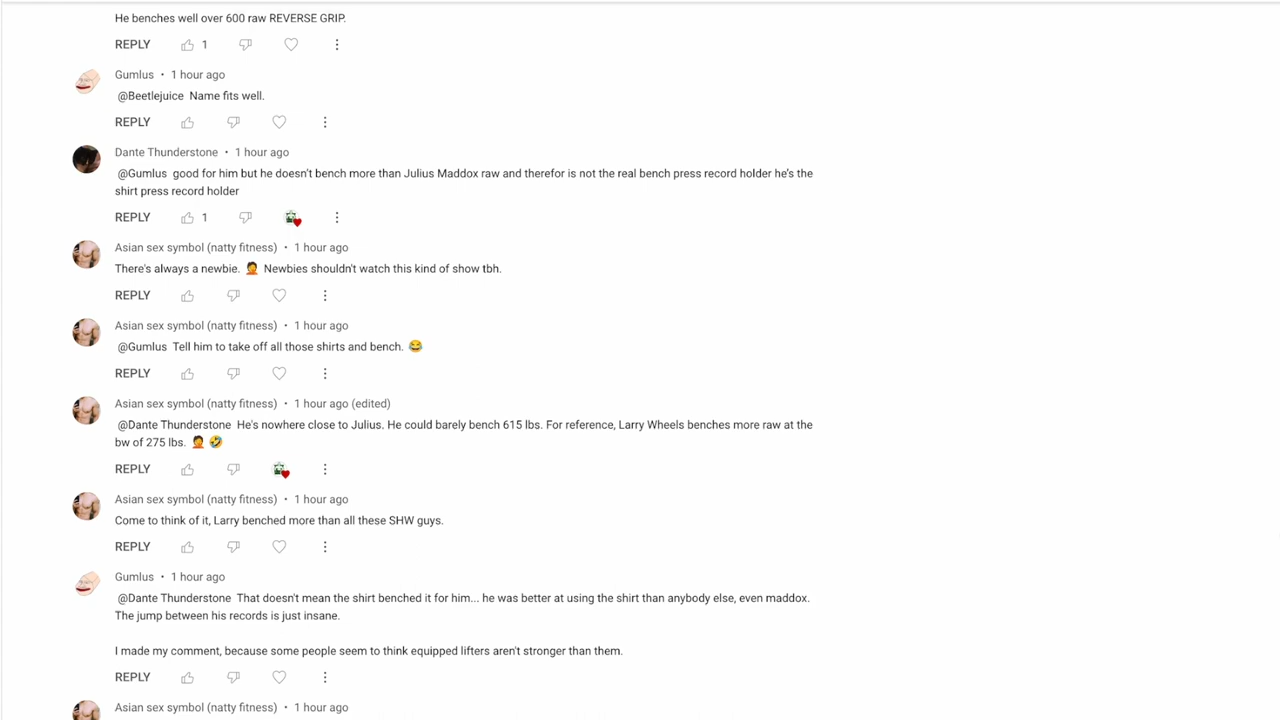 He benches well over 600 raw REVERSE GRIP.
REPLY 1
Gumlus • 1 hour ago
@Beetlejuice Name fits well.
REPLY
Dante Thunderstone • 1 hour ago
@Gumlus good for him but he doesn't bench more than Julius Maddox raw and therefor is not the real bench press record holder he's the
shirt press record holder
REPLY 1
Asian sex symbol (natty fitness) • 1 hour ago
There's always a newbie. 🤦 Newbies shouldn't watch this kind of show tbh.
REPLY
Asian sex symbol (natty fitness) • 1 hour ago
@Gumlus Tell him to take off all those shirts and bench. 😂
REPLY
Asian sex symbol (natty fitness) • 1 hour ago (edited)
@Dante Thunderstone He's nowhere close to Julius. He could barely bench 615 lbs. For reference, Larry Wheels benches more raw at the
bw of 275 lbs. 🤦 🤣
REPLY
Asian sex symbol (natty fitness) • 1 hour ago
Come to think of it, Larry benched more than all these SHW guys.
REPLY
Gumlus • 1 hour ago
@Dante Thunderstone That doesn't mean the shirt benched it for him... he was better at using the shirt than anybody else, even maddox.
The jump between his records is just insane.
I made my comment, because some people seem to think equipped lifters aren't stronger than them.
REPLY
Asian sex symbol (natty fitness) • 1 hour ago